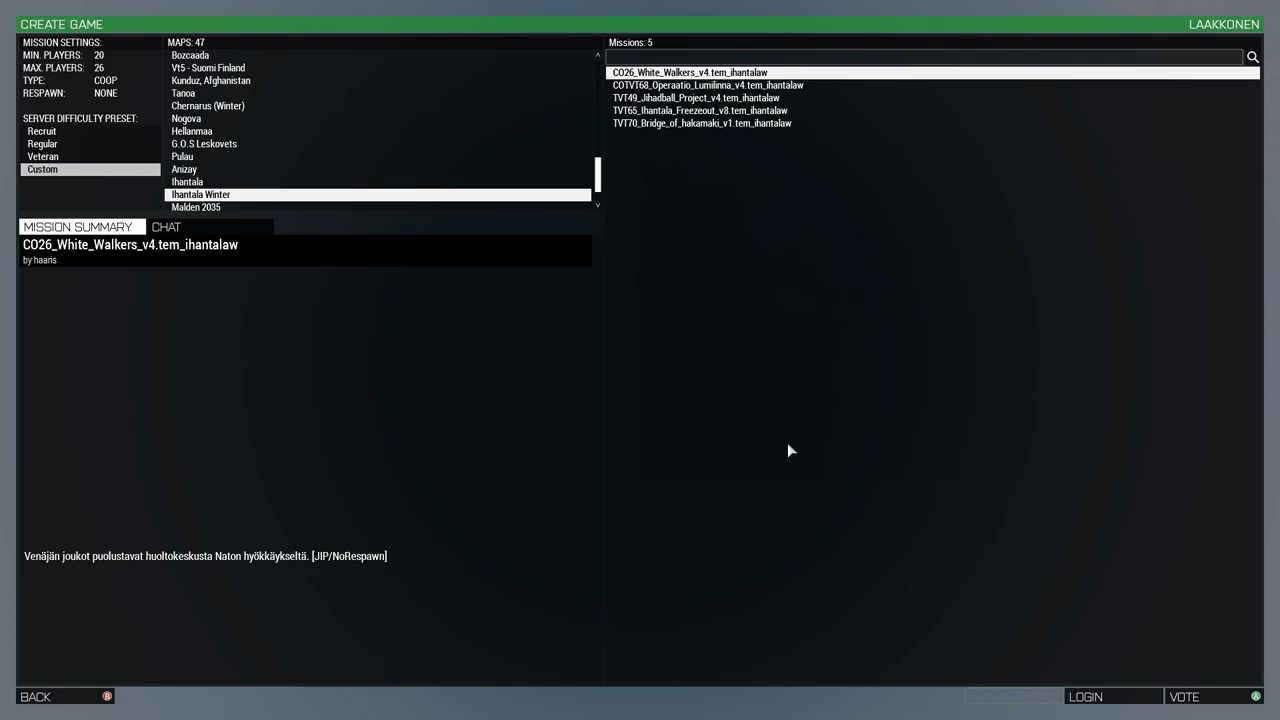 CREATE GAME
LAAKKONEN
MISSION SETTINGS:
MIN. PLAYERS: 20
MAX. PLAYERS: 26
TYPE: COOP
RESPAWN: NONE
SERVER DIFFICULTY PRESET:
Recruit
Regular
Veteran
Custom
MAPS: 47
Bozcaada
Vt5 - Suomi Finland
Kunduz, Afghanistan
Tanoa
Chernarus (Winter)
Nogova
Hellanmaa
G.O.S Leskovets
Pulau
Anizay
Ihantala
Ihantala Winter
Malden 2035
Missions: 5
CO26_White_Walkers_v4.tem_ihantalaw
COTVT68_Operaatio_Lumilinna_v4.tem_ihantalaw
TVT49_Jihadball_Project_v4.tem_ihantalaw
TVT65_Ihantala_Freezeout_v8.tem_ihantalaw
TVT70_Bridge_of_hakamaki_v1.tem_ihantalaw
MISSION SUMMARY
CHAT
CO26_White_Walkers_v4.tem_ihantalaw
by haaris
Venäjän joukot puolustavat huoltokeskusta Naton hyökkäykseltä. [JIP/NoRespawn]
BACK B
LOGIN
VOTE A